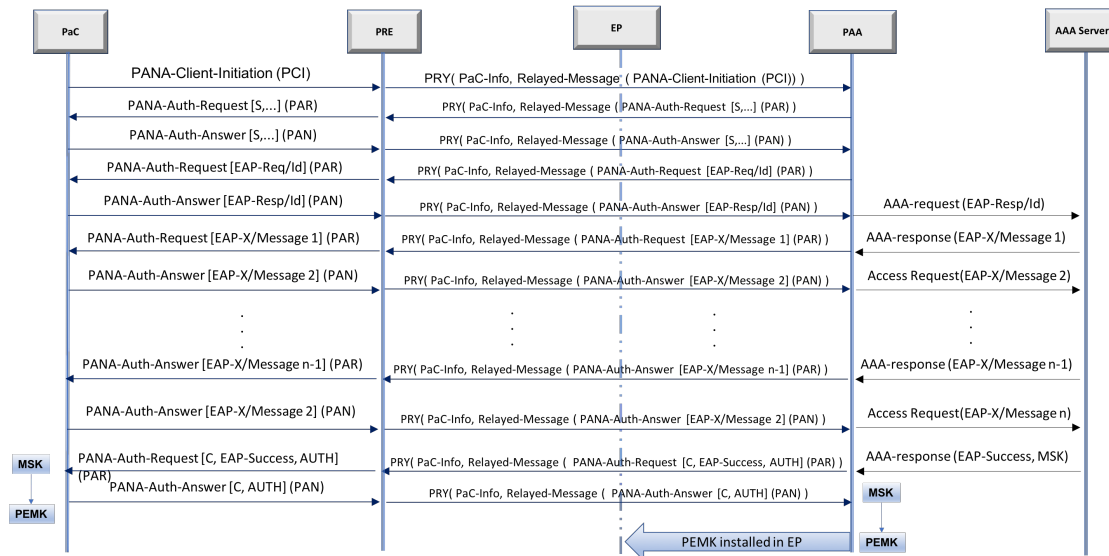 PaC
PRE
EP
PAA
AAA Server
PANA-Client-Initiation (PCI)
PRY( PaC-Info, Relayed-Message ( PANA-Client-Initiation (PCI)) )
PANA-Auth-Request [S,...] (PAR)
PRY( PaC-Info, Relayed-Message ( PANA-Auth-Request [S,...] (PAR) )
PANA-Auth-Answer [S,...] (PAN)
PRY( PaC-Info, Relayed-Message ( PANA-Auth-Answer [S,...] (PAN) )
PANA-Auth-Request [EAP-Req/Id] (PAR)
PRY( PaC-Info, Relayed-Message ( PANA-Auth-Request [EAP-Req/Id] (PAR) )
PANA-Auth-Answer [EAP-Resp/Id] (PAN)
PRY( PaC-Info, Relayed-Message ( PANA-Auth-Answer [EAP-Resp/Id] (PAN) )
AAA-request (EAP-Resp/Id)
PANA-Auth-Request [EAP-X/Message 1] (PAR)
PRY( PaC-Info, Relayed-Message ( PANA-Auth-Request [EAP-X/Message 1] (PAR) )
AAA-response (EAP-X/Message 1)
PANA-Auth-Answer [EAP-X/Message 2] (PAN)
PRY( PaC-Info, Relayed-Message ( PANA-Auth-Answer [EAP-X/Message 2] (PAN) )
Access Request(EAP-X/Message 2)
PANA-Auth-Answer [EAP-X/Message n-1] (PAR)
PRY( PaC-Info, Relayed-Message ( PANA-Auth-Answer [EAP-X/Message n-1] (PAR) )
AAA-response (EAP-X/Message n-1)
PANA-Auth-Answer [EAP-X/Message 2] (PAN)
PRY( PaC-Info, Relayed-Message ( PANA-Auth-Answer [EAP-X/Message 2] (PAN) )
Access Request(EAP-X/Message n)
PANA-Auth-Request [C, EAP-Success, AUTH]
(PAR)
PRY( PaC-Info, Relayed-Message ( PANA-Auth-Request [C, EAP-Success, AUTH] (PAR) )
AAA-response (EAP-Success, MSK)
MSK
PANA-Auth-Answer [C, AUTH] (PAN)
PRY( PaC-Info, Relayed-Message ( PANA-Auth-Answer [C, AUTH] (PAN) )
MSK
PEMK
PEMK installed in EP
PEMK